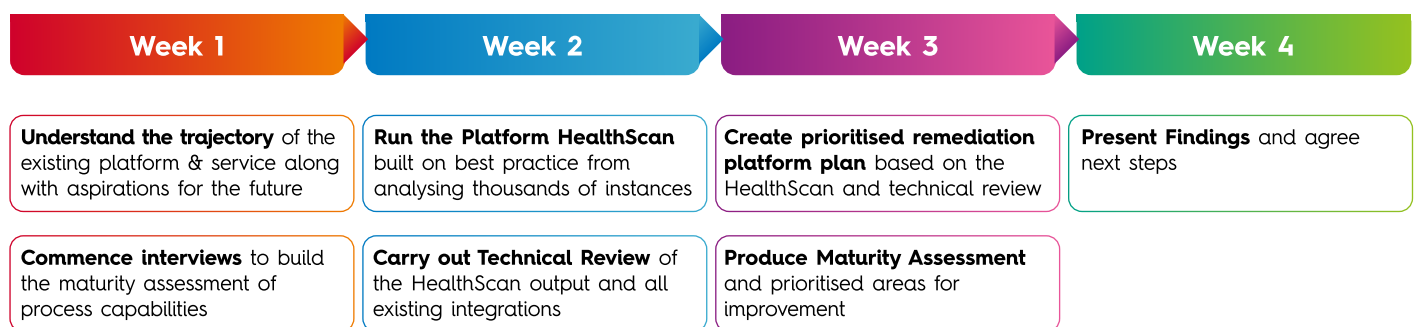 Week 1
Week 2
Week 3
Week 4
Understand the trajectory of the
existing platform & service along
with aspirations for the future
Run the Platform HealthScan
built on best practice from
analysing thousands of instances
Create prioritised remediation
platform plan based on the
HealthScan and technical review
Present Findings and agree
next steps
Commence interviews to build
the maturity assessment of
process capabilities
Carry out Technical Review of
the HealthScan output and all
existing integrations
Produce Maturity Assessment
and prioritised areas for
improvement